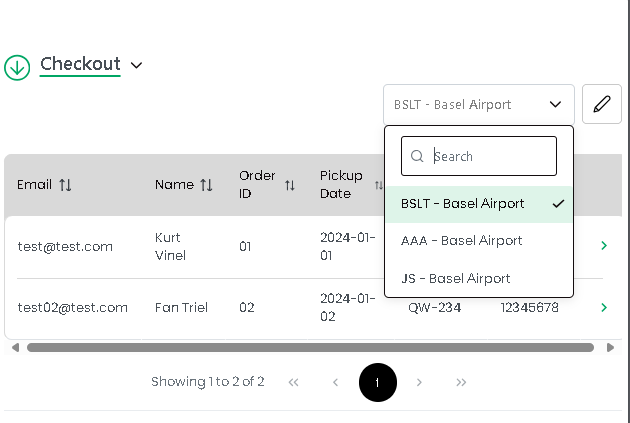 Checkout
BSLT - Basel Airport
Search
BSLT - Basel Airport
AAA - Basel Airport
JS - Basel Airport
Email Name Order ID Pickup Date
test@test.com Kurt Vinel 01 2024-01-01
test02@test.com Fan Triel 02 2024-01-02 QW-234 12345678
Showing 1 to 2 of 2 1